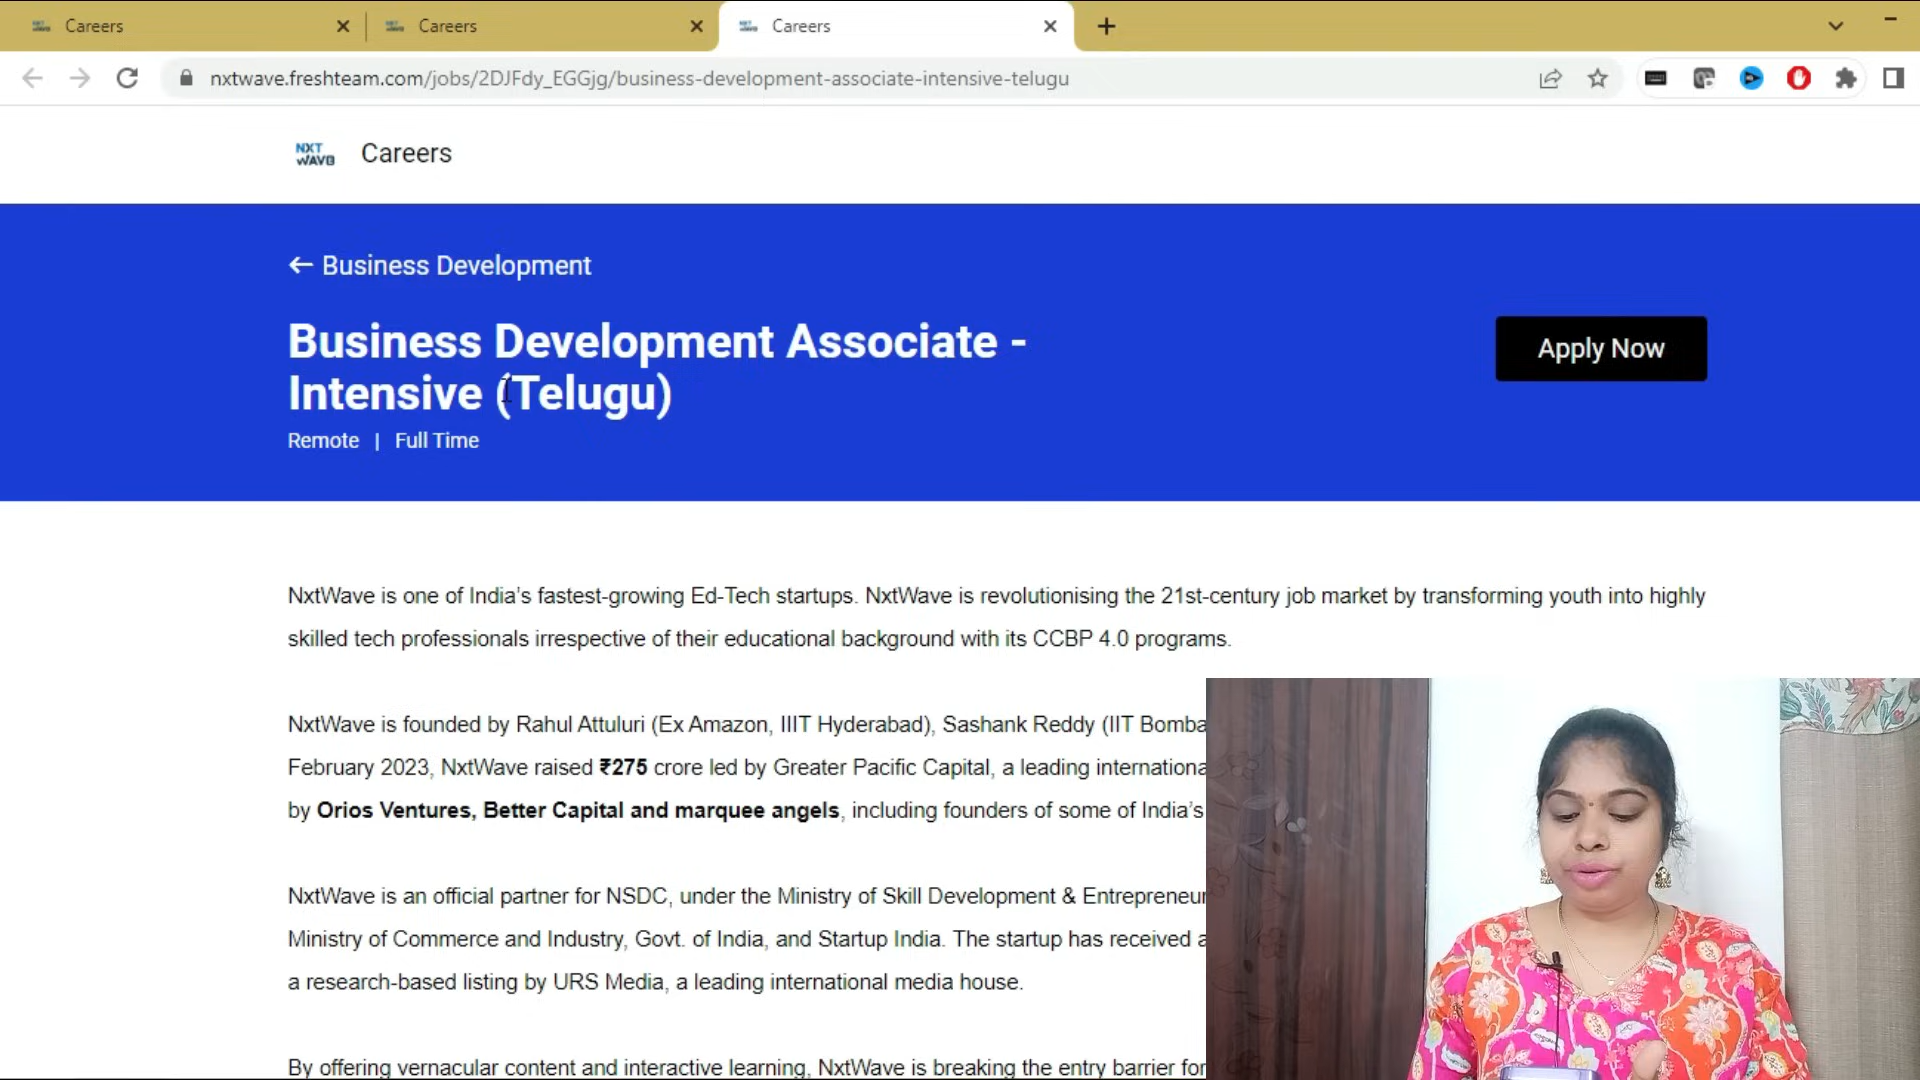 Careers
Careers
Careers
nxtwave.freshteam.com/jobs/2DJFdy_EGGjg/business-development-associate-intensive-telugu
NXT
WAVE
Careers
← Business Development
Business Development Associate -
Intensive (Telugu)
Remote | Full Time
Apply Now
NxtWave is one of India's fastest-growing Ed-Tech startups. NxtWave is revolutionising the 21st-century job market by transforming youth into highly
skilled tech professionals irrespective of their educational background with its CCBP 4.0 programs.
NxtWave is founded by Rahul Attuluri (Ex Amazon, IIIT Hyderabad), Sashank Reddy (IIT Bomba
February 2023, NxtWave raised ₹275 crore led by Greater Pacific Capital, a leading internationa
by Orios Ventures, Better Capital and marquee angels, including founders of some of India's
NxtWave is an official partner for NSDC, under the Ministry of Skill Development & Entrepreneur
Ministry of Commerce and Industry, Govt. of India, and Startup India. The startup has received a
a research-based listing by URS Media, a leading international media house.
By offering vernacular content and interactive learning, NxtWave is breaking the entry barrier for